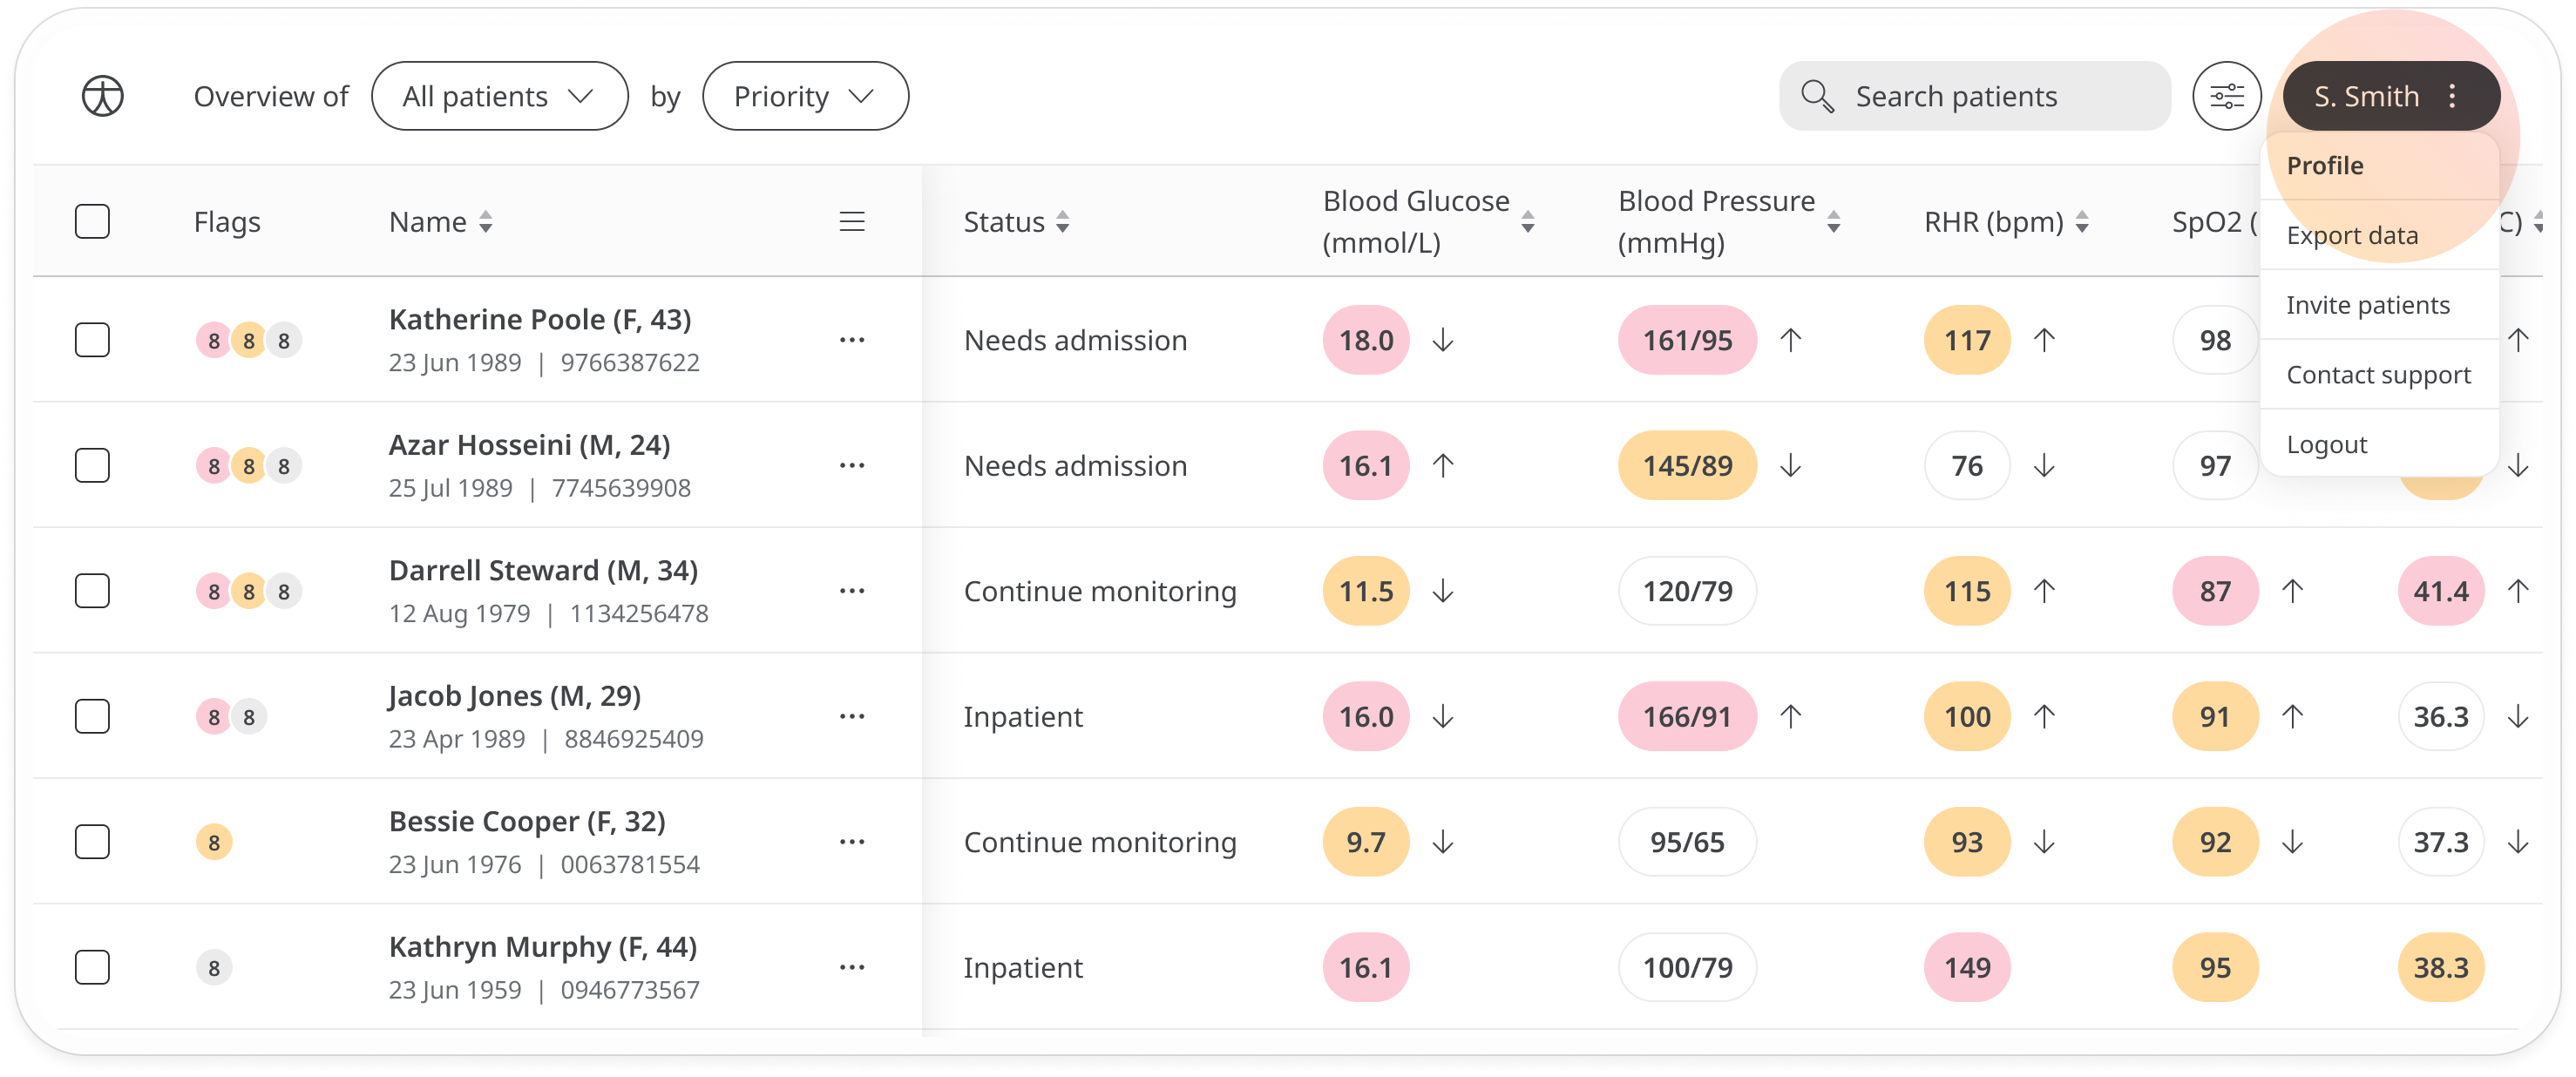 Overview of All patients by Priority Search patients S. Smith
Profile
Export data
Invite patients
Contact support
Logout
Flags Name Status Blood Glucose (mmol/L) Blood Pressure (mmHg) RHR (bpm) SpO2 ( C)
8 8 8 Katherine Poole (F, 43) Needs admission 18.0 161/95 117 98
23 Jun 1989 | 9766387622
8 8 8 Azar Hosseini (M, 24) Needs admission 16.1 145/89 76 97
25 Jul 1989 | 7745639908
8 8 8 Darrell Steward (M, 34) Continue monitoring 11.5 120/79 115 87 41.4
12 Aug 1979 | 1134256478
8 8 Jacob Jones (M, 29) Inpatient 16.0 166/91 100 91 36.3
23 Apr 1989 | 8846925409
8 Bessie Cooper (F, 32) Continue monitoring 9.7 95/65 93 92 37.3
23 Jun 1976 | 0063781554
8 Kathryn Murphy (F, 44) Inpatient 16.1 100/79 149 95 38.3
23 Jun 1959 | 0946773567